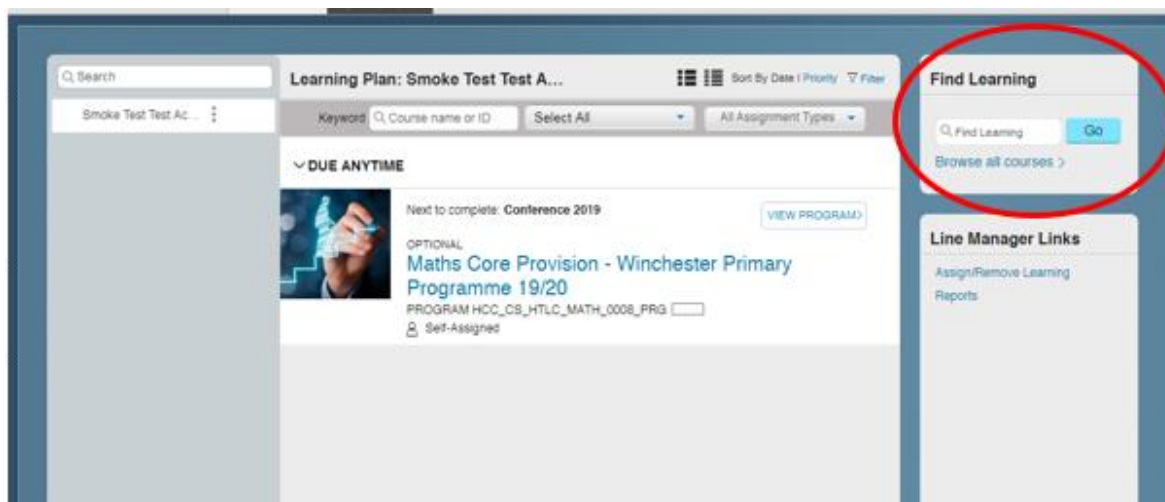 Search
Smoke Test Test Ac...
Learning Plan: Smoke Test Test A...
Sort By Date | Priority Filter
Keyword Course name or ID Select All All Assignment Types
DUE ANYTIME
Next to complete: Conference 2019
VIEW PROGRAM
OPTIONAL
Maths Core Provision - Winchester Primary
Programme 19/20
PROGRAM HCC_CS_HTLC_MATH_0008_PRG
Self-Assigned
Find Learning
Find Learning Go
Browse all courses >
Line Manager Links
Assign/Remove Learning
Reports